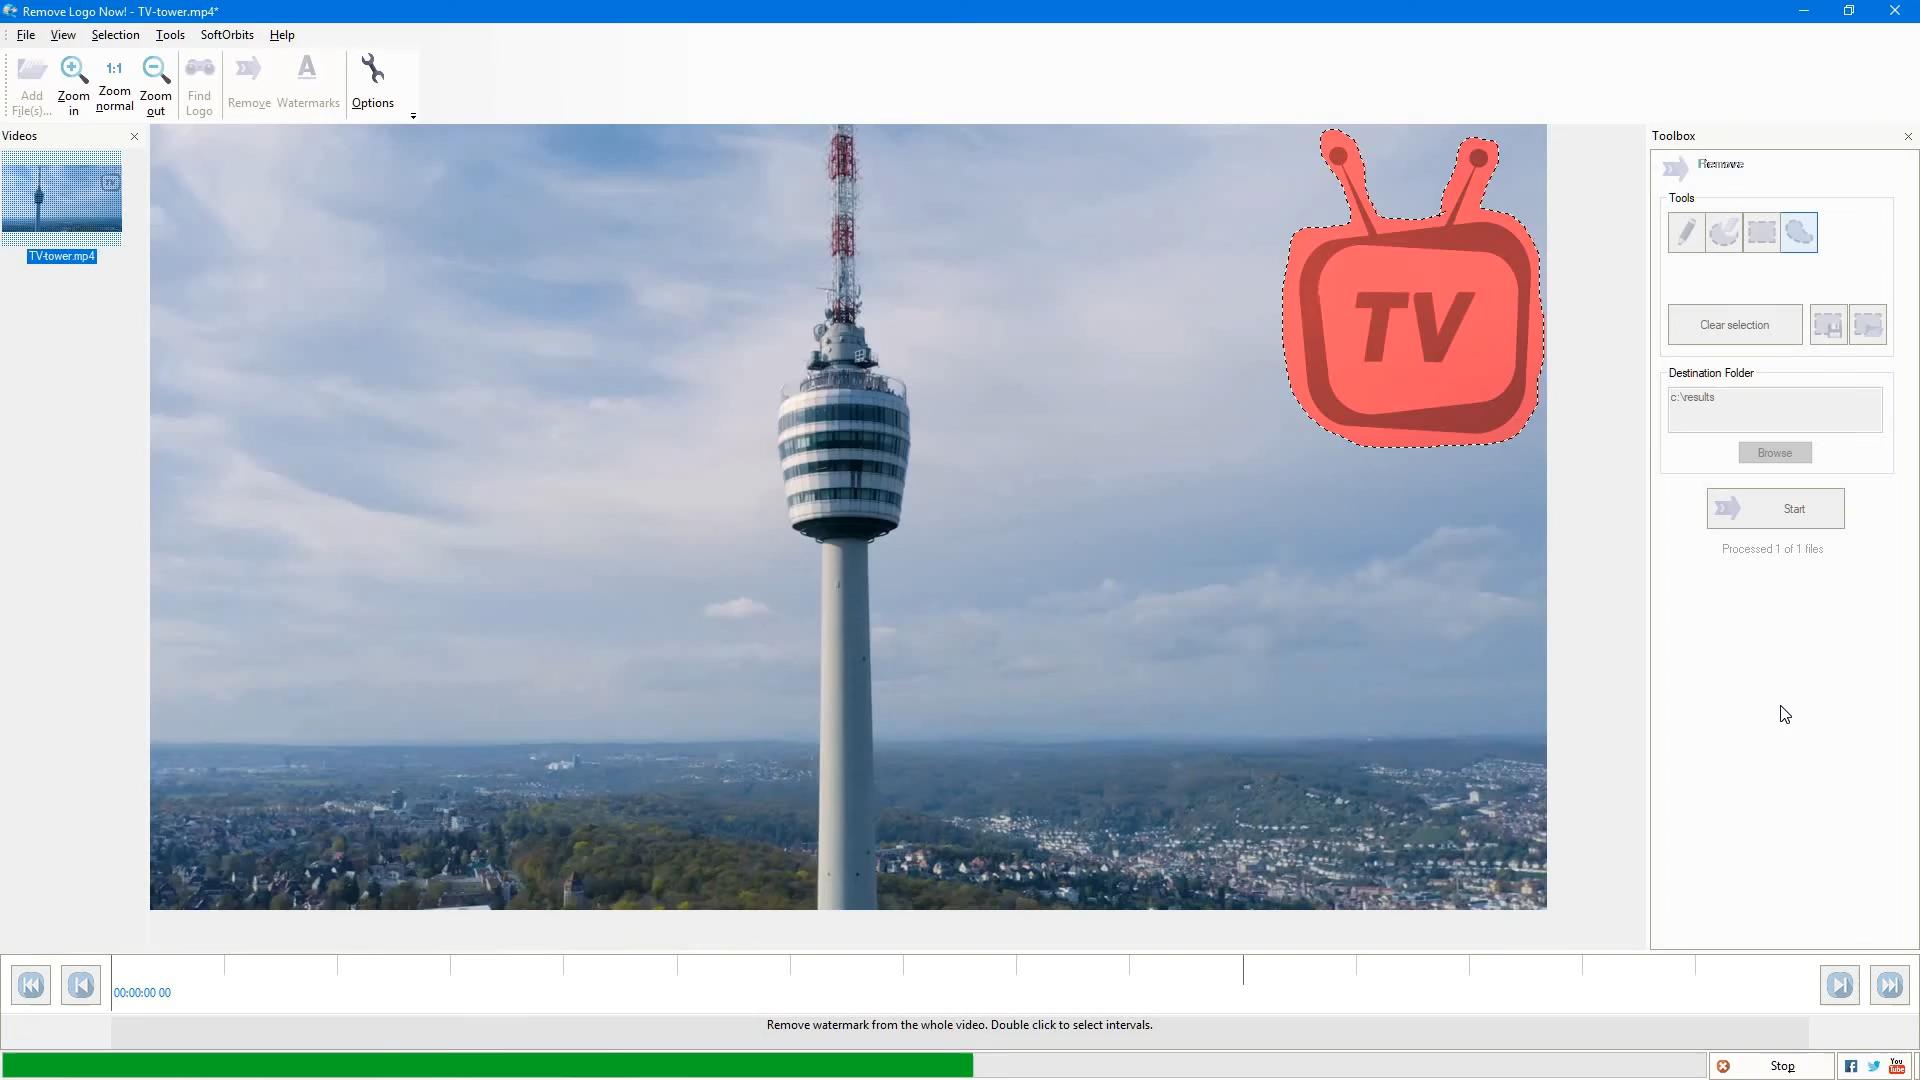 Remove Logo Now! - TV-tower.mp4*
File View Selection Tools SoftOrbits Help
Add File(s)...
Zoom in
1:1
Zoom normal
Zoom out
Find Logo
Remove
A
Watermarks
Options
Videos
TV
TV-tower.mp4
TV
Toolbox
Remove
Tools
Clear selection
Destination Folder
c:\results
Browse
Start
Processed 1 of 1 files
00:00:00 00
Remove watermark from the whole video. Double click to select intervals.
Stop
You Tube